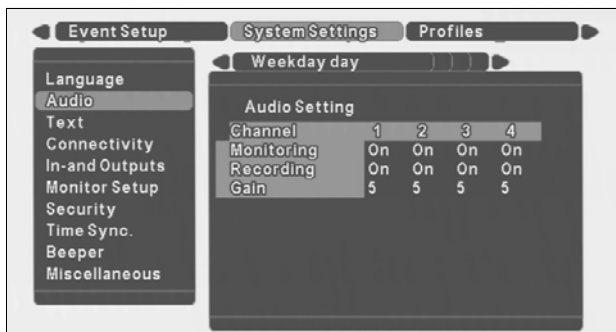 Event Setup System Settings Profiles
Weekday day
Language
Audio
Text
Connectivity
In-and Outputs
Monitor Setup
Security
Time Sync.
Beeper
Miscellaneous
Audio Setting
Channel 1 2 3 4
Monitoring On On On On
Recording On On On On
Gain 5 5 5 5